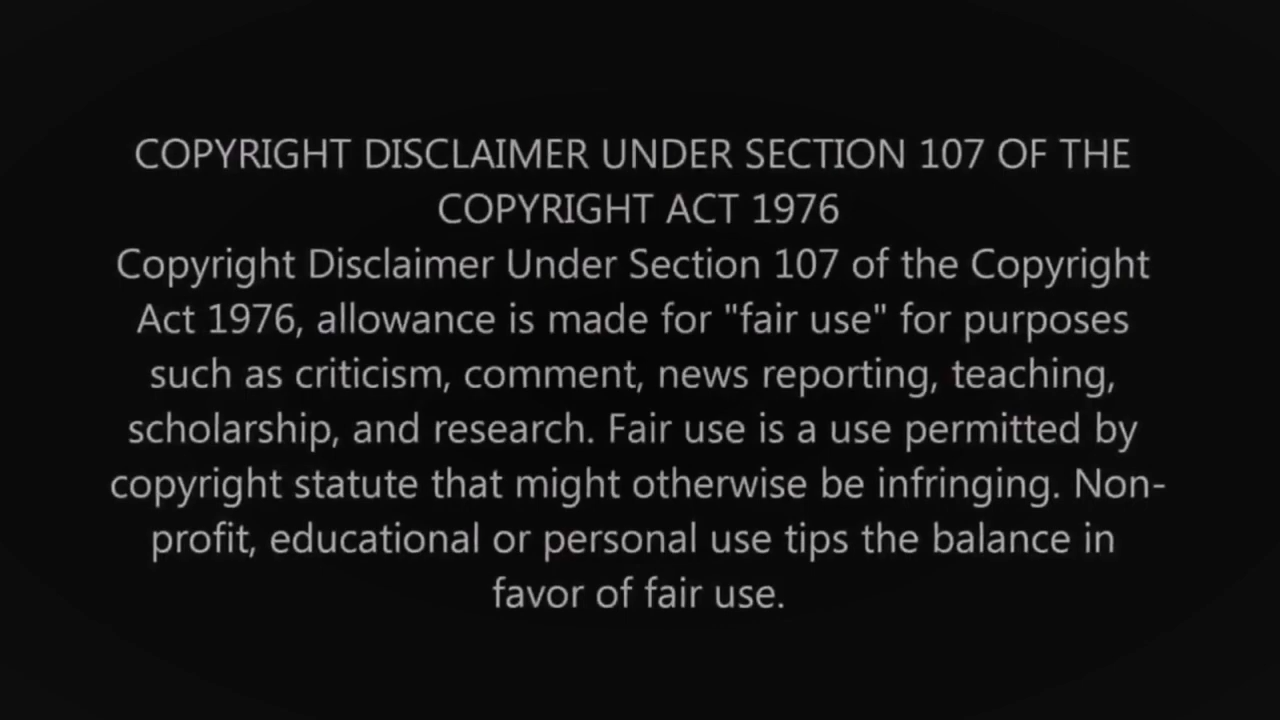 COPYRIGHT DISCLAIMER UNDER SECTION 107 OF THE
COPYRIGHT ACT 1976
Copyright Disclaimer Under Section 107 of the Copyright
Act 1976, allowance is made for "fair use" for purposes
such as criticism, comment, news reporting, teaching,
scholarship, and research. Fair use is a use permitted by
copyright statute that might otherwise be infringing. Non-
profit, educational or personal use tips the balance in
favor of fair use.